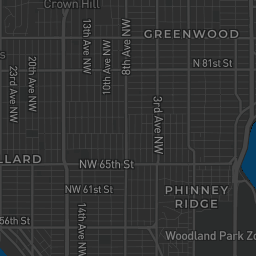 Crown Hill
GREENWOOD
13th Ave NW
8th Ave NW
10th Ave NW
20th Ave NW
23rd Ave NW
N 81st St
3rd Ave NW
LLARD
NW 65th St
NW 61st St
PHINNEY
RIDGE
14th Ave NW
56th St
Woodland Park Zo